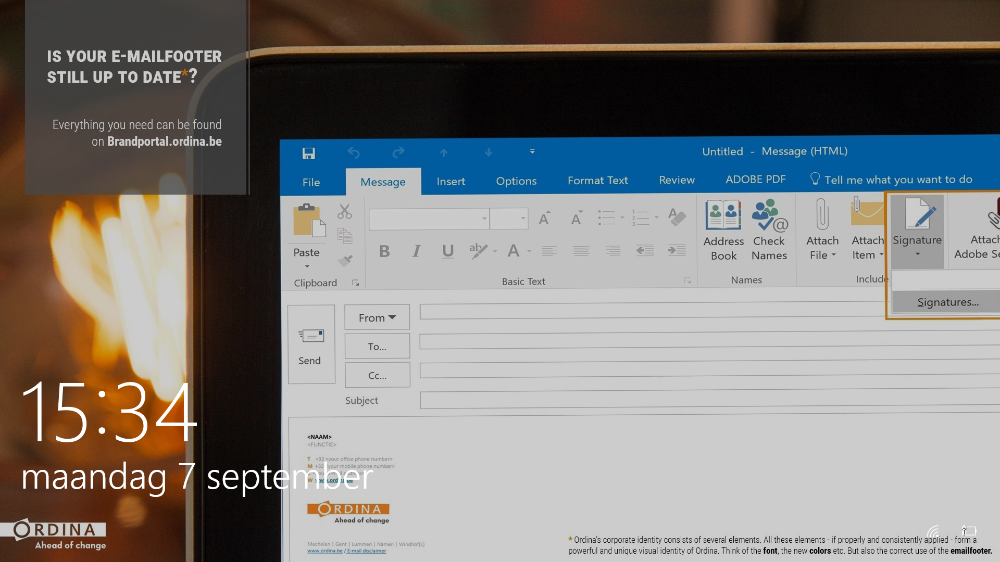 IS YOUR E-MAILFOOTER
STILL UP TO DATE*?
Everything you need can be found
on Brandportal.ordina.be
Untitled - Message (HTML)
File Message Insert Options Format Text Review ADOBE PDF Tell me what you want to do
Paste
Clipboard
B I U ab A
Basic Text
Address
Book
Check
Names
Names
Attach
File
Attach
Item
Include
Signature
Signatures...
Attach
Adobe Se
Send
From
To...
Cc...
Subject
15:34
maandag 7 september
<NAAM>
<FUNCTIE>
T +32 <your office phone number>
M +32 <your mobile phone number>
W www.ordina.be
ORDINA
Ahead of change
Mechelen | Gent | Lummen | Namen | Windhof(L)
www.ordina.be / E-mail disclaimer
ORDINA
Ahead of change
* Ordina's corporate identity consists of several elements. All these elements - if properly and consistently applied - form a
powerful and unique visual identity of Ordina. Think of the font, the new colors etc. But also the correct use of the emailfooter.